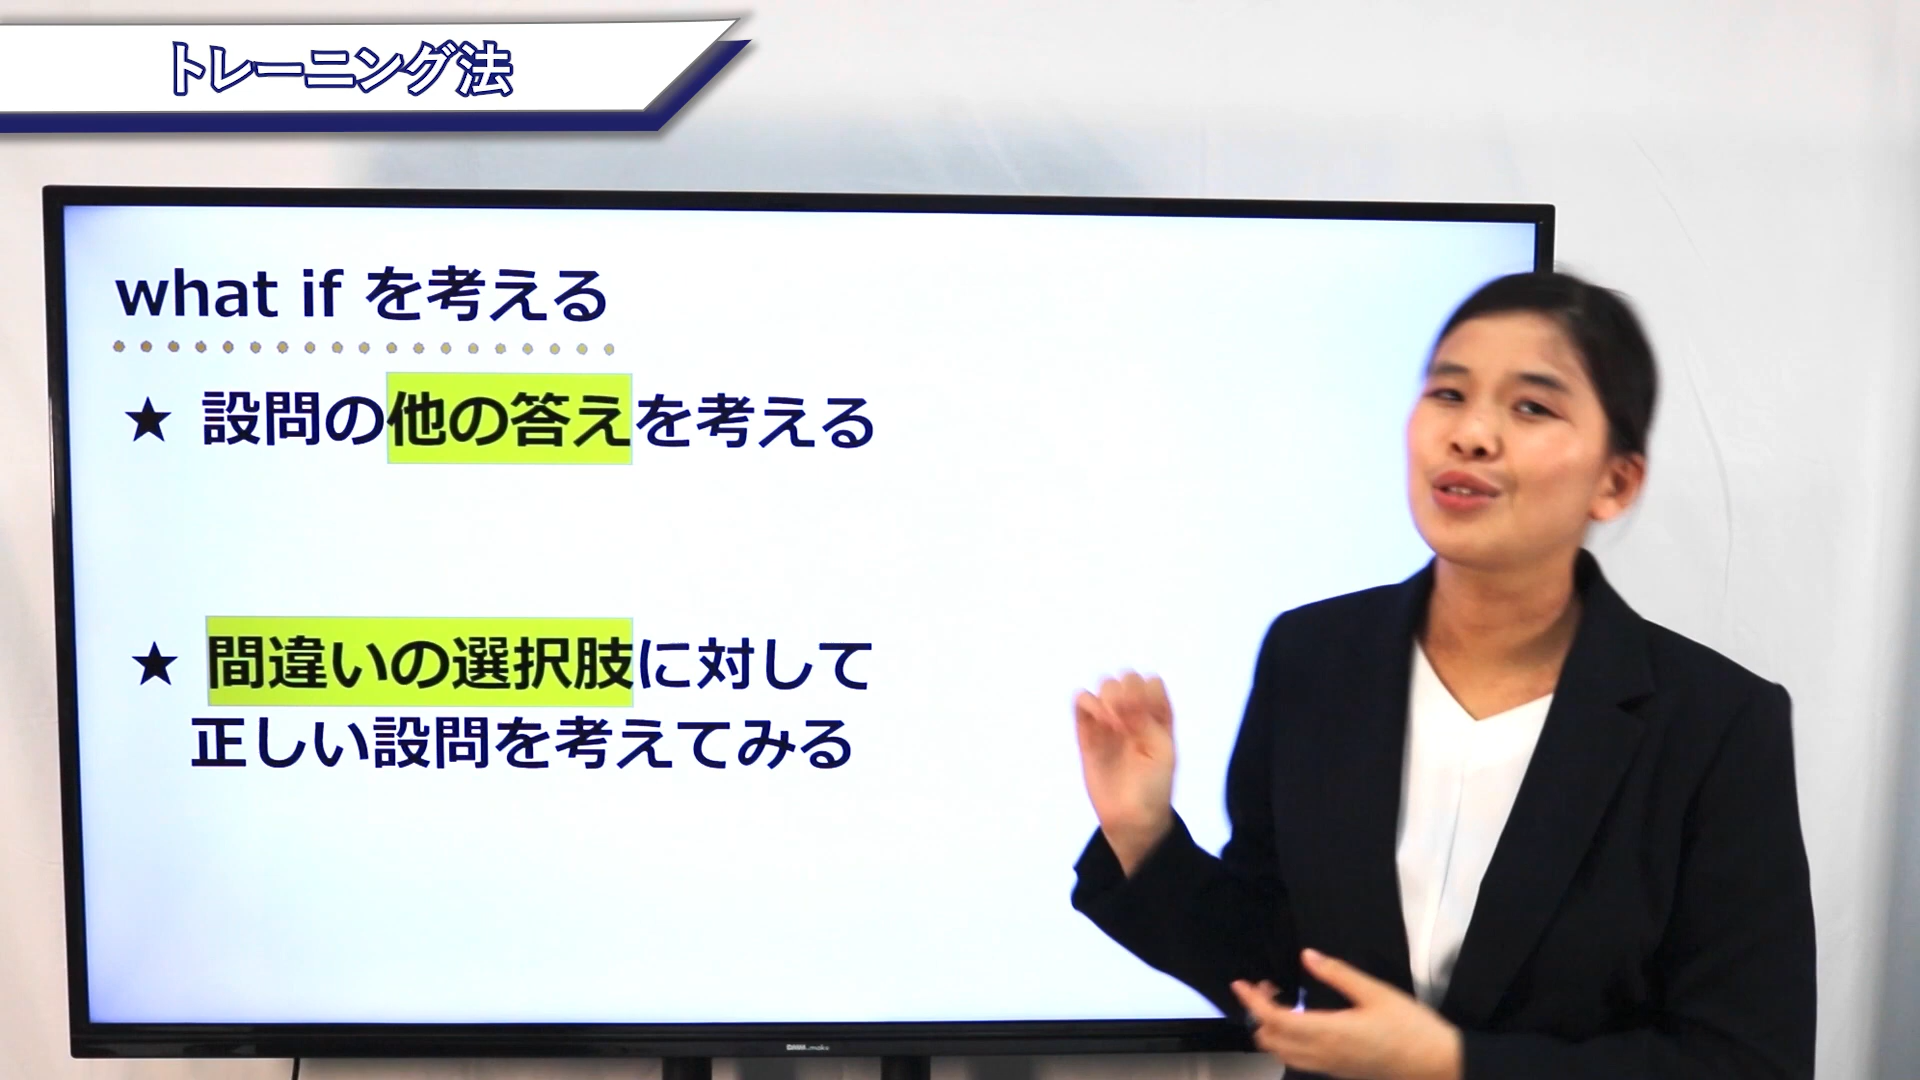 トレーニング法
what if を考える
★ 設問の他の答えを考える
★ 間違いの選択肢に対して
正しい設問を考えてみる
DMM.make